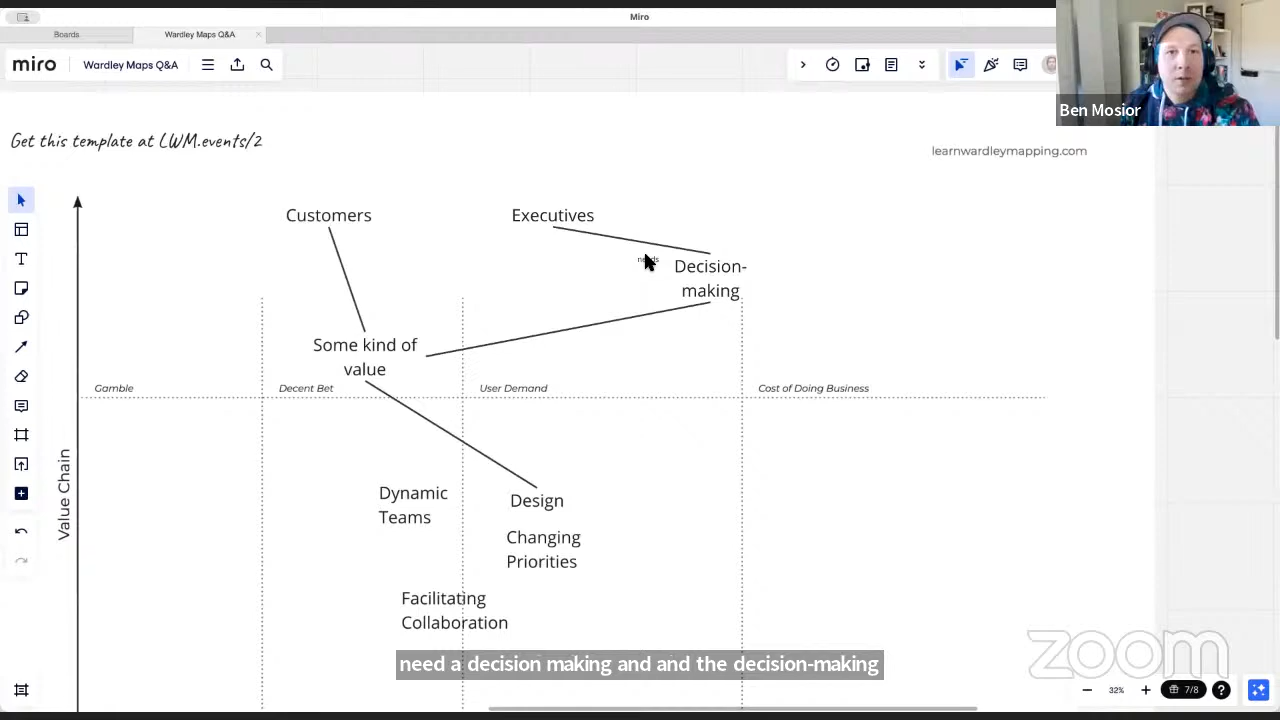 Miro
Boards
Wardley Maps Q&A
miro
Wardley Maps Q&A
Ben Mosior
Get this template at LWM.events/2
learnwardleymapping.com
Customers
Executives
Decision-
making
Some kind of
value
Gamble
Decent Bet
User Demand
Cost of Doing Business
Value Chain
Dynamic
Teams
Design
Changing
Priorities
Facilitating
Collaboration
need a decision making and and the decision-making
zoom
32%
7/8